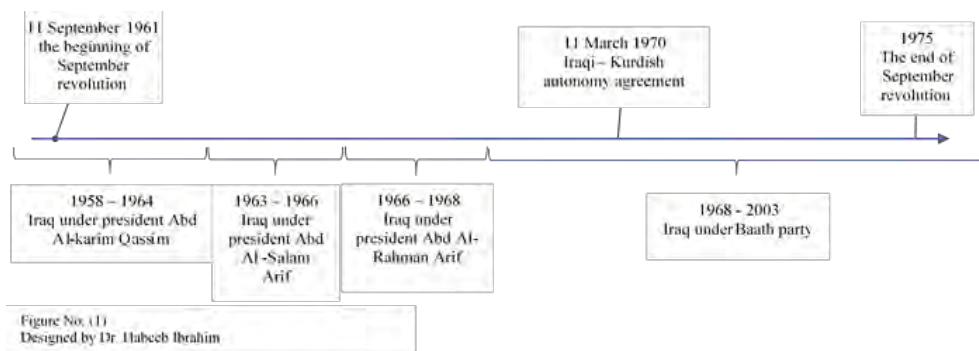 11 September 1961
the beginning of
September
revolution
11 March 1970
Iraqi – Kurdish
autonomy agreement
1975
The end of
September
revolution
1958 – 1964
Iraq under president Abd
Al-karim Qassim
1963 – 1966
Iraq under
president Abd
Al-Salam
Arif
1966 – 1968
Iraq under
president Abd Al-
Rahman Arif
1968 - 2003
Iraq under Baath party
Figure No. (1)
Designed by Dr. Habeeb Ibrahim